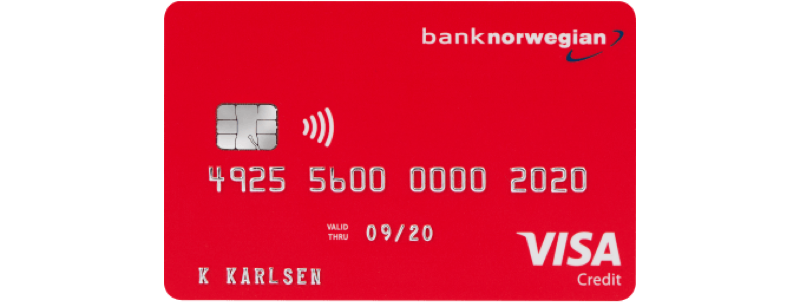 banknorwegian
4925 5600 0000 2020
VALID THRU 09/20
VISA
K KARLSEN
Credit